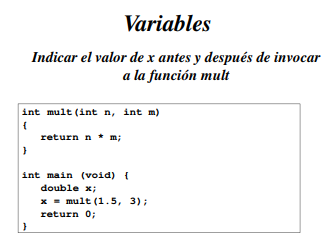 Variables
Indicar el valor de x antes y después de invocar
a la función mult
int mult(int n, int m)
{
   return n * m;
}
int main (void) {
   double x;
   x = mult(1.5, 3);
   return 0;
}